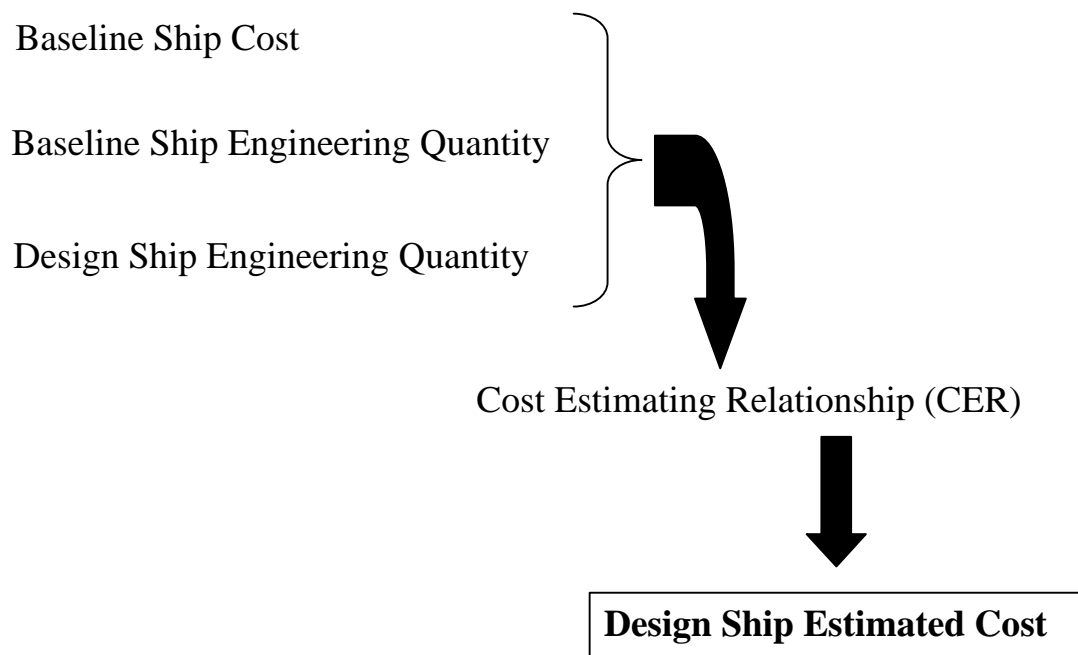 Baseline Ship Cost
Baseline Ship Engineering Quantity
Design Ship Engineering Quantity
Cost Estimating Relationship (CER)
Design Ship Estimated Cost